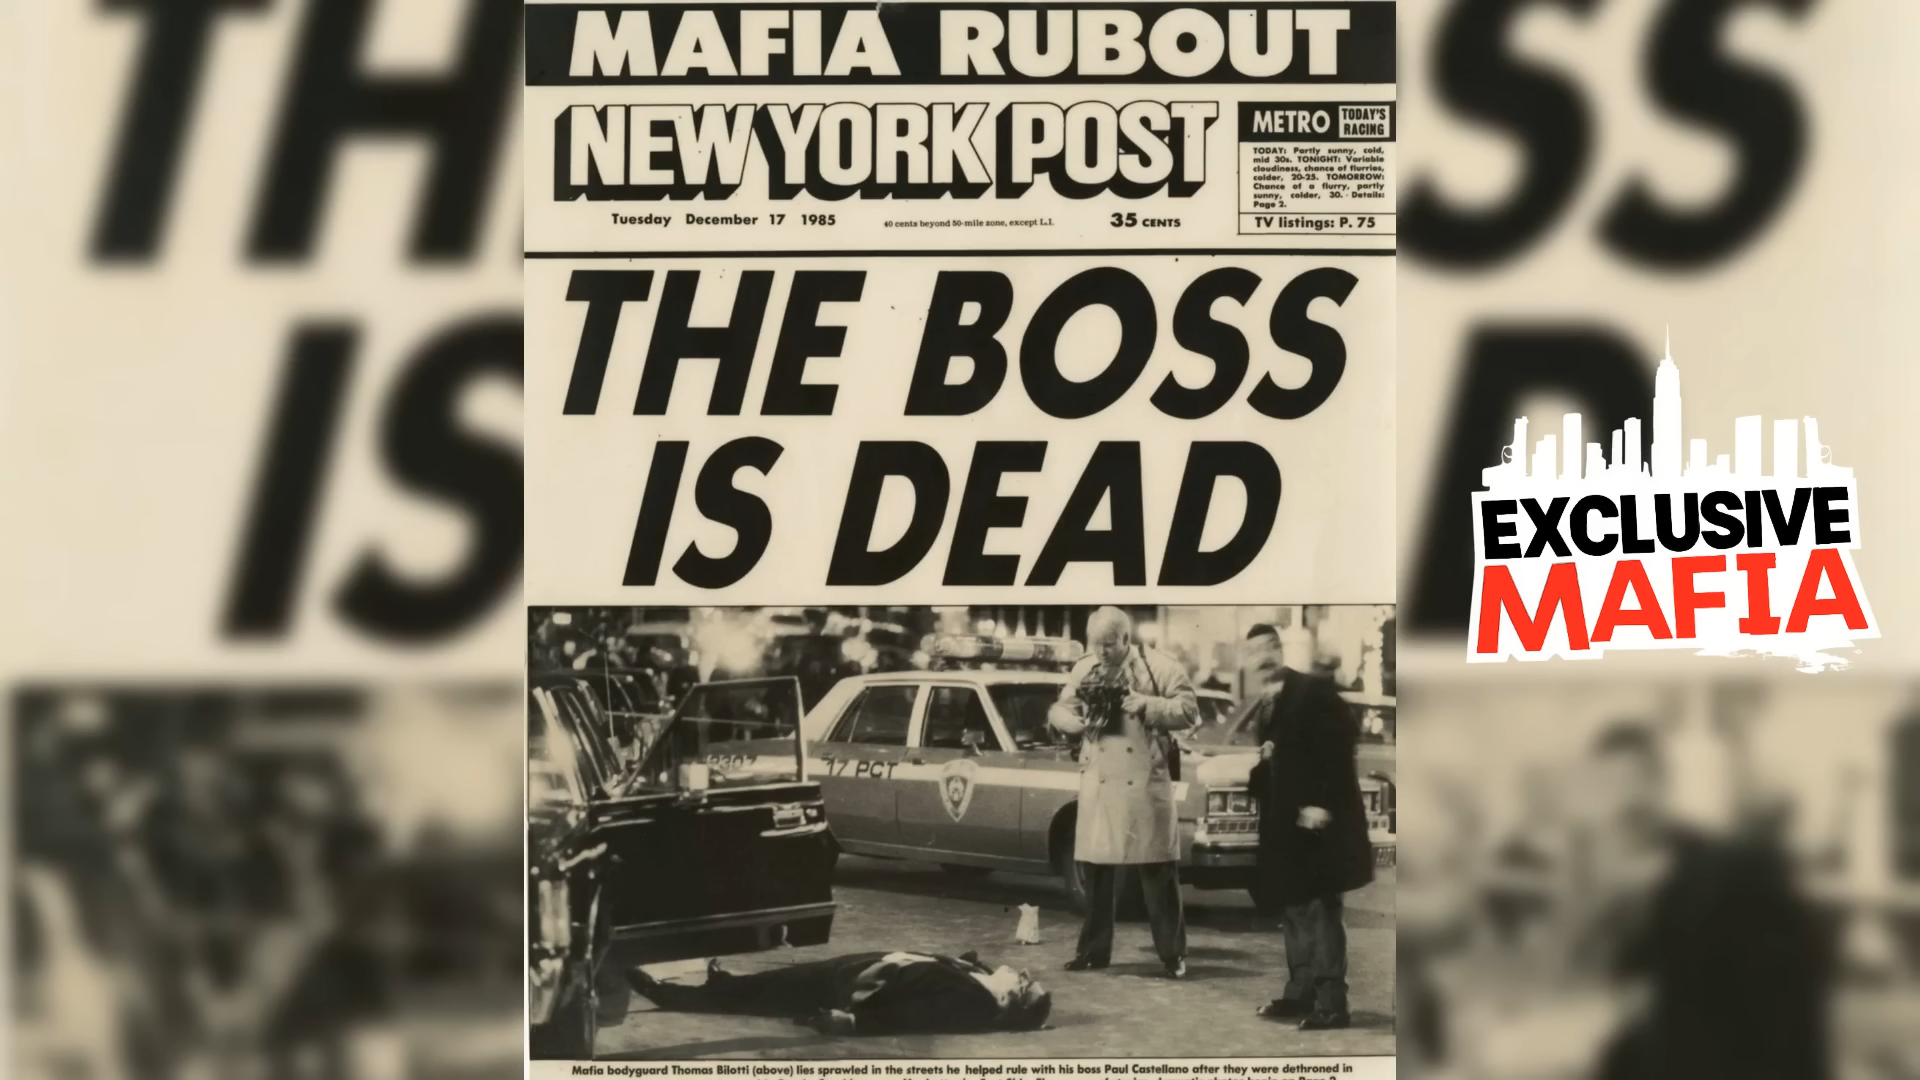 MAFIA RUBOUT
NEW YORK POST
METRO
TODAY'S
RACING
TODAY: Partly sunny, cold,
mid 30s. TONIGHT: Variable
cloudiness, chance of flurries,
colder, 20-25. TOMORROW:
Chance of a flurry, partly
sunny, colder, 30. Details:
Page 2.
TV listings: P. 75
Tuesday December 17 1985
40 cents beyond 50-mile zone, except L.I.
35 CENTS
THE BOSS
IS DEAD
2307
17 PCT
Mafia bodyguard Thomas Bilotti (above) lies sprawled in the streets he helped rule with his boss Paul Castellano after they were dethroned in
EXCLUSIVE
MAFIA
TH
SS
IS
D